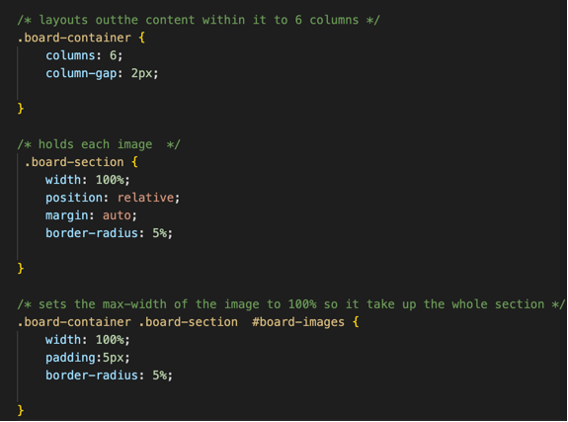 /* layouts outthe content within it to 6 columns */
.board-container {
columns: 6;
column-gap: 2px;
}
/* holds each image  */
.board-section {
width: 100%;
position: relative;
margin: auto;
border-radius: 5%;
}
/* sets the max-width of the image to 100% so it take up the whole section */
.board-container .board-section  #board-images {
width: 100%;
padding:5px;
border-radius: 5%;
}